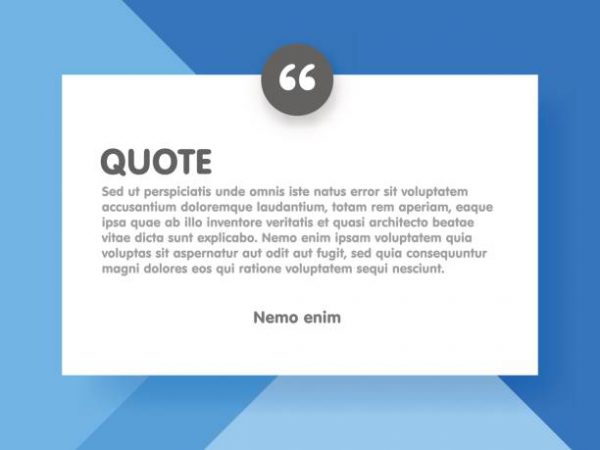 “
QUOTE
Sed ut perspiciatis unde omnis iste natus error sit voluptatem
accusantium doloremque laudantium, totam rem aperiam, eaque
ipsa quae ab illo inventore veritatis et quasi architecto beatae
vitae dicta sunt explicabo. Nemo enim ipsam voluptatem quia
voluptas sit aspernatur aut odit aut fugit, sed quia consequuntur
magni dolores eos qui ratione voluptatem sequi nesciunt.
Nemo enim